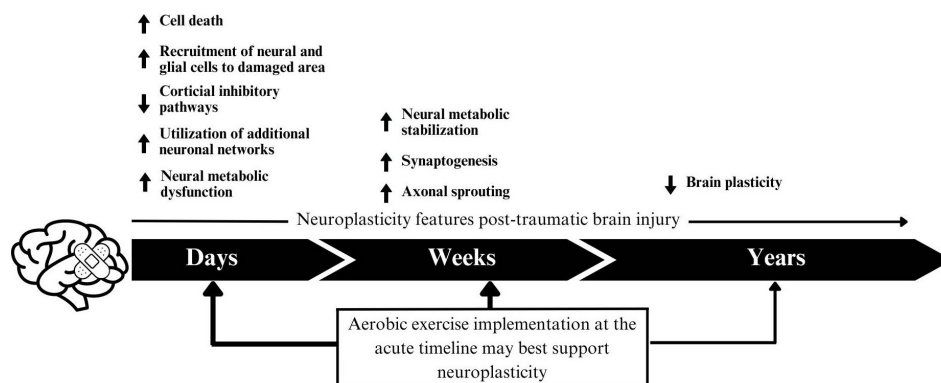 Cell death
Recruitment of neural and
glial cells to damaged area
Corticial inhibitory
pathways
Utilization of additional
neuronal networks
Neural metabolic
dysfunction
Neural metabolic
stabilization
Synaptogenesis
Axonal sprouting
Brain plasticity
Neuroplasticity features post-traumatic brain injury
Days
Weeks
Years
Aerobic exercise implementation at the
acute timeline may best support
neuroplasticity